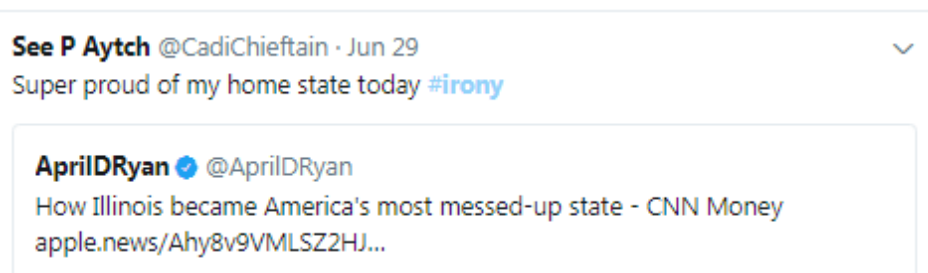 See P Aytch @CadiChieftain · Jun 29
Super proud of my home state today #irony
AprilDRyan @AprilDRyan
How Illinois became America's most messed-up state - CNN Money
apple.news/Ahy8v9VMLSZ2HJ...